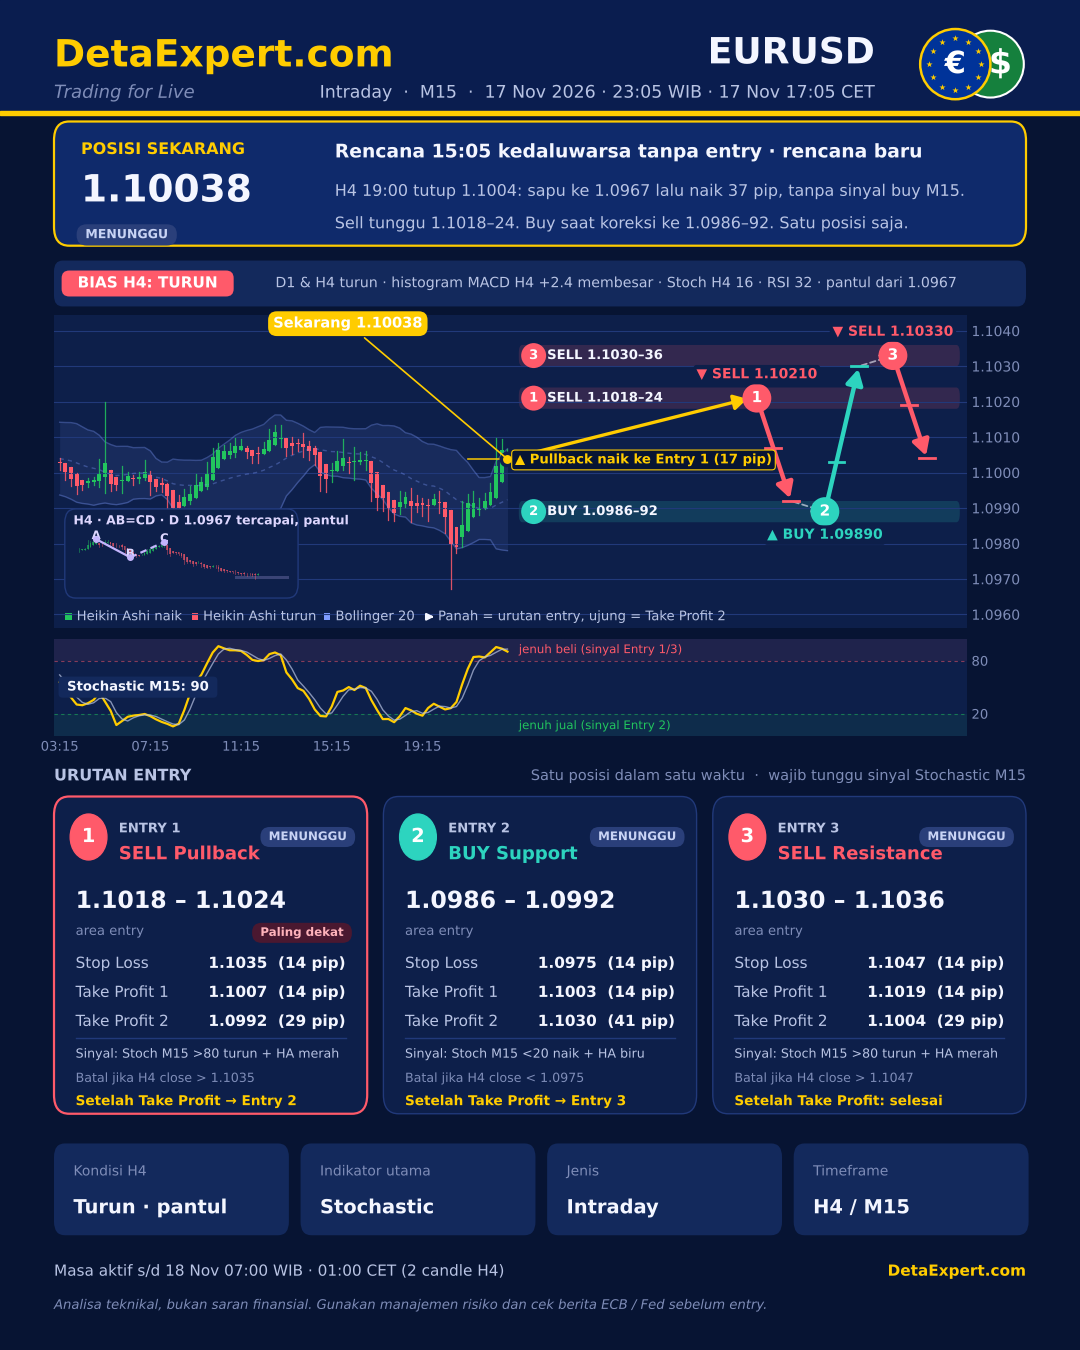 DetaExpert.com
EURUSD
€ $
Trading for Live
Intraday · M15 · 17 Nov 2026 · 23:05 WIB · 17 Nov 17:05 CET
POSISI SEKARANG
1.10038
MENUNGGU
Rencana 15:05 kedaluwarsa tanpa entry · rencana baru
H4 19:00 tutup 1.1004: sapu ke 1.0967 lalu naik 37 pip, tanpa sinyal buy M15.
Sell tunggu 1.1018–24. Buy saat koreksi ke 1.0986–92. Satu posisi saja.
BIAS H4: TURUN
D1 & H4 turun · histogram MACD H4 +2.4 membesar · Stoch H4 16 · RSI 32 · pantul dari 1.0967
Sekarang 1.10038
▼ SELL 1.10330
1.1040
3 SELL 1.1030–36
3
1.1030
▼ SELL 1.10210
1 SELL 1.1018–24
1
1.1020
1.1010
▲ Pullback naik ke Entry 1 (17 pip)
1.1000
2 BUY 1.0986–92
2
1.0990
▲ BUY 1.09890
1.0980
1.0970
1.0960
H4 · AB=CD · D 1.0967 tercapai, pantul
A
B
C
Heikin Ashi naik
Heikin Ashi turun
Bollinger 20
Panah = urutan entry, ujung = Take Profit 2
jenuh beli (sinyal Entry 1/3)
80
Stochastic M15: 90
20
jenuh jual (sinyal Entry 2)
03:15 07:15 11:15 15:15 19:15
URUTAN ENTRY
Satu posisi dalam satu waktu · wajib tunggu sinyal Stochastic M15
1
ENTRY 1
MENUNGGU
SELL Pullback
1.1018 – 1.1024
area entry
Paling dekat
Stop Loss 1.1035 (14 pip)
Take Profit 1 1.1007 (14 pip)
Take Profit 2 1.0992 (29 pip)
Sinyal: Stoch M15 >80 turun + HA merah
Batal jika H4 close > 1.1035
Setelah Take Profit → Entry 2
2
ENTRY 2
MENUNGGU
BUY Support
1.0986 – 1.0992
area entry
Stop Loss 1.0975 (14 pip)
Take Profit 1 1.1003 (14 pip)
Take Profit 2 1.1030 (41 pip)
Sinyal: Stoch M15 <20 naik + HA biru
Batal jika H4 close < 1.0975
Setelah Take Profit → Entry 3
3
ENTRY 3
MENUNGGU
SELL Resistance
1.1030 – 1.1036
area entry
Stop Loss 1.1047 (14 pip)
Take Profit 1 1.1019 (14 pip)
Take Profit 2 1.1004 (29 pip)
Sinyal: Stoch M15 >80 turun + HA merah
Batal jika H4 close > 1.1047
Setelah Take Profit: selesai
Kondisi H4
Turun · pantul
Indikator utama
Stochastic
Jenis
Intraday
Timeframe
H4 / M15
Masa aktif s/d 18 Nov 07:00 WIB · 01:00 CET (2 candle H4)
DetaExpert.com
Analisa teknikal, bukan saran finansial. Gunakan manajemen risiko dan cek berita ECB / Fed sebelum entry.